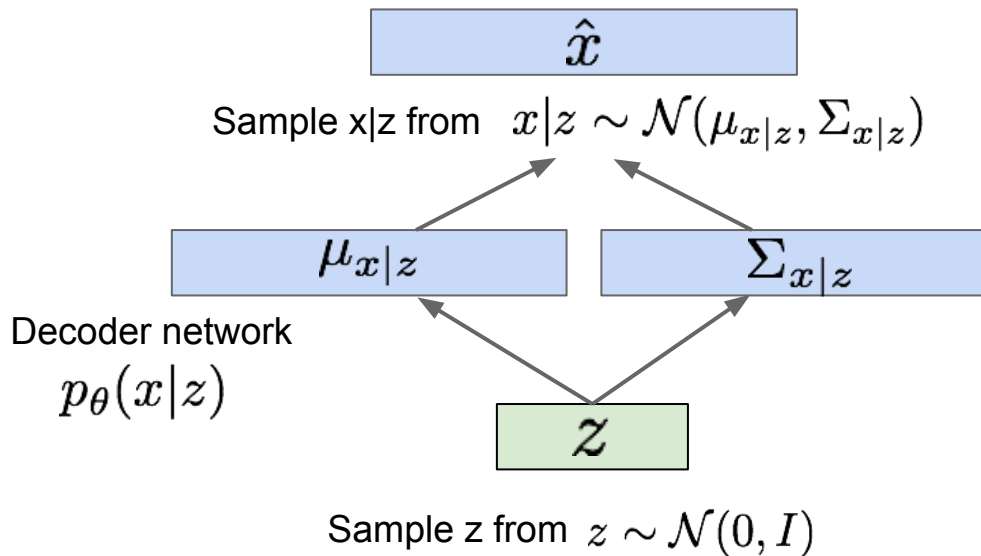 x̂
Sample x|z from x|z ∼ 𝒩(μ_{x|z}, Σ_{x|z})
μ_{x|z}
Σ_{x|z}
Decoder network
p_θ(x|z)
z
Sample z from z ∼ 𝒩(0, I)